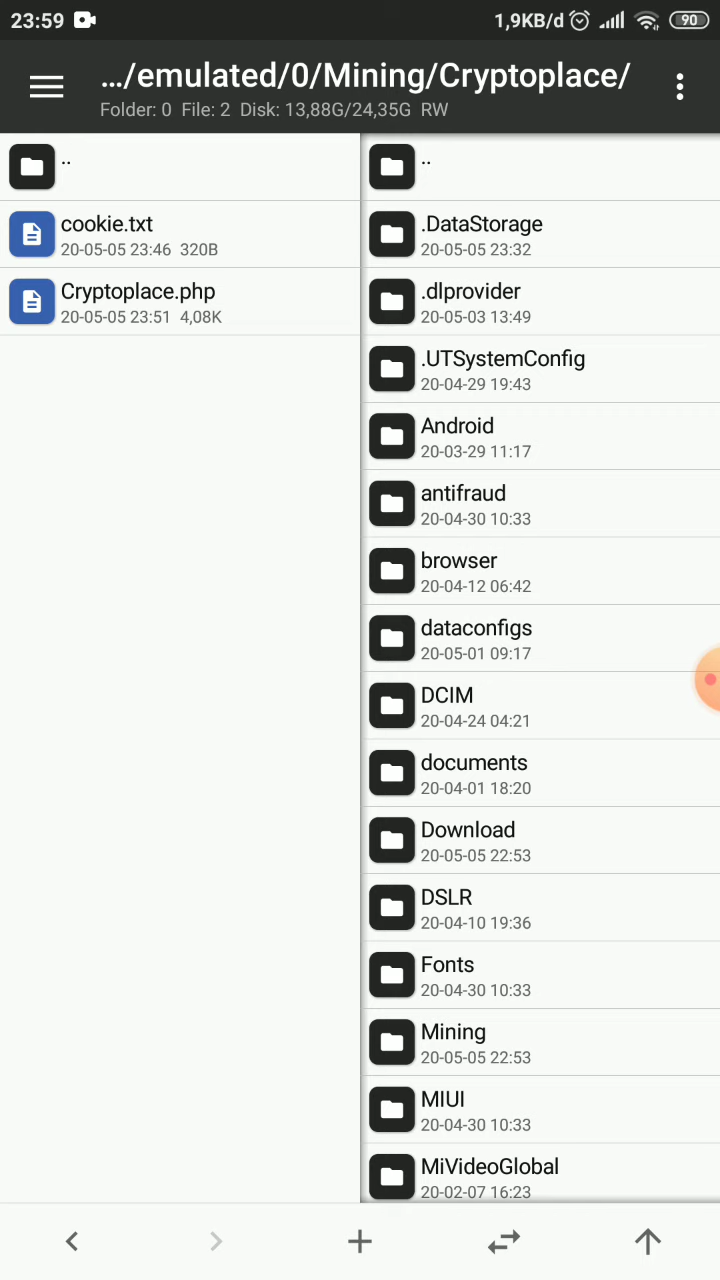 23:59
1,9KB/d
90
.../emulated/0/Mining/Cryptoplace/
Folder: 0 File: 2 Disk: 13,88G/24,35G RW
..
cookie.txt
20-05-05 23:46 320B
Cryptoplace.php
20-05-05 23:51 4,08K
..
.DataStorage
20-05-05 23:32
.dlprovider
20-05-03 13:49
.UTSystemConfig
20-04-29 19:43
Android
20-03-29 11:17
antifraud
20-04-30 10:33
browser
20-04-12 06:42
dataconfigs
20-05-01 09:17
DCIM
20-04-24 04:21
documents
20-04-01 18:20
Download
20-05-05 22:53
DSLR
20-04-10 19:36
Fonts
20-04-30 10:33
Mining
20-05-05 22:53
MIUI
20-04-30 10:33
MiVideoGlobal
20-02-07 16:23